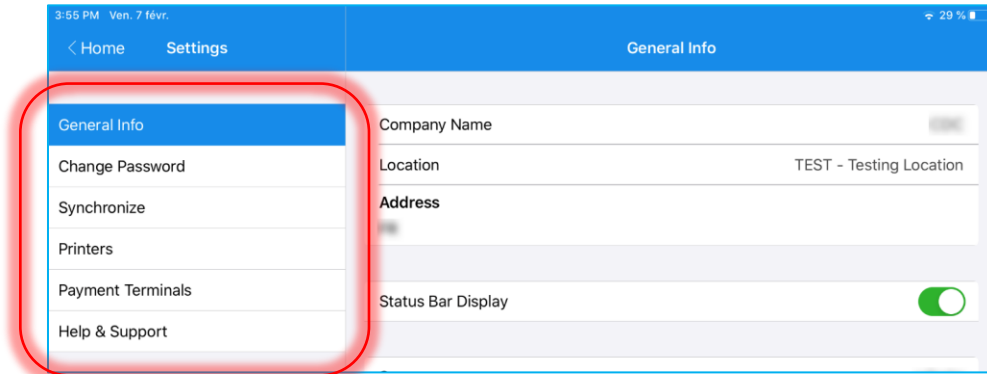 3:55 PM Ven. 7 févr.
29 %
< Home
Settings
General Info
General Info
Change Password
Synchronize
Printers
Payment Terminals
Help & Support
Company Name
Location
TEST - Testing Location
Address
Status Bar Display